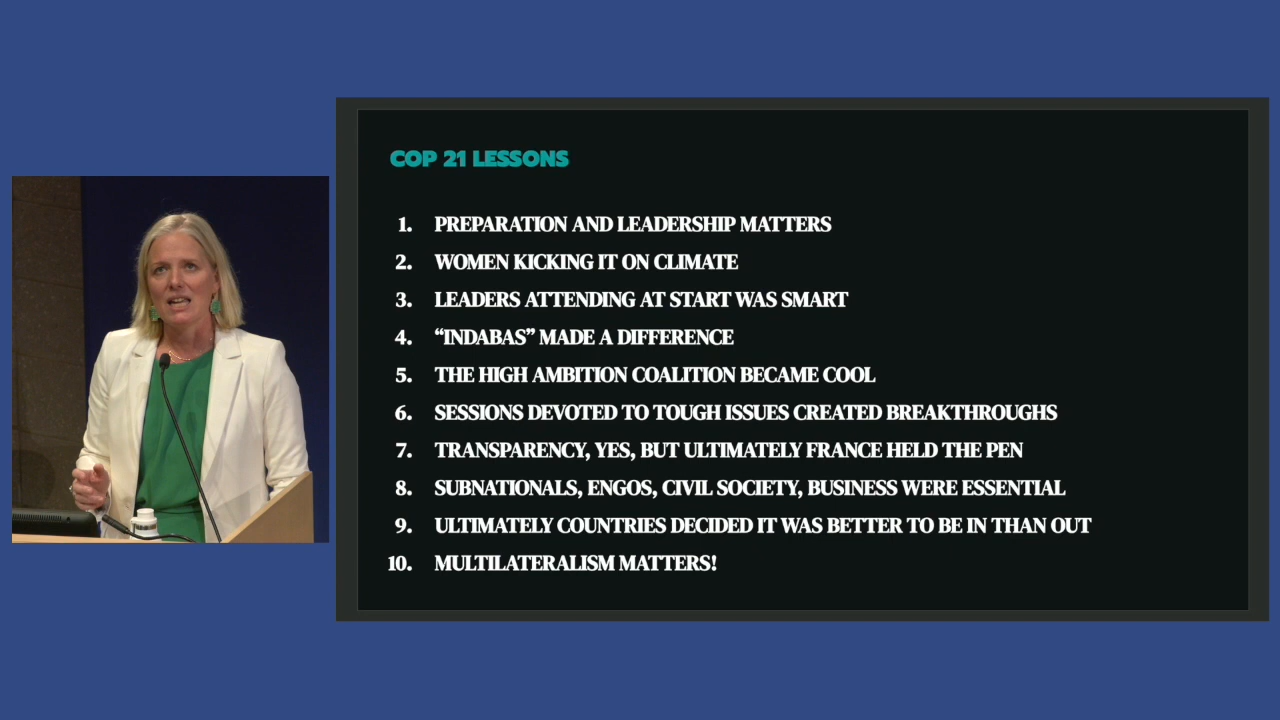 COP 21 LESSONS
1. PREPARATION AND LEADERSHIP MATTERS
2. WOMEN KICKING IT ON CLIMATE
3. LEADERS ATTENDING AT START WAS SMART
4. “INDABAS” MADE A DIFFERENCE
5. THE HIGH AMBITION COALITION BECAME COOL
6. SESSIONS DEVOTED TO TOUGH ISSUES CREATED BREAKTHROUGHS
7. TRANSPARENCY, YES, BUT ULTIMATELY FRANCE HELD THE PEN
8. SUBNATIONALS, ENGOS, CIVIL SOCIETY, BUSINESS WERE ESSENTIAL
9. ULTIMATELY COUNTRIES DECIDED IT WAS BETTER TO BE IN THAN OUT
10. MULTILATERALISM MATTERS!